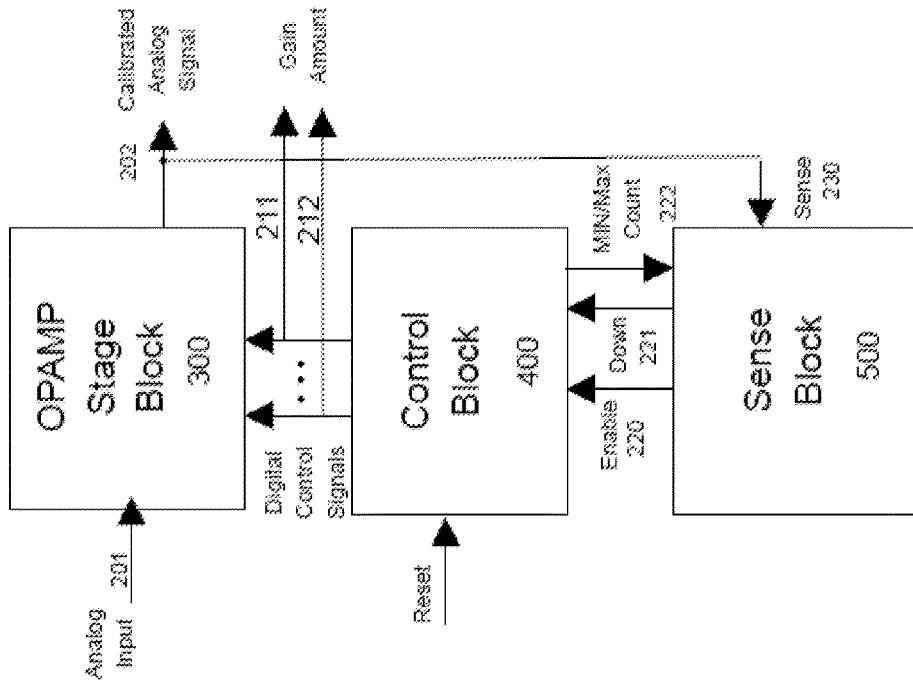 Analog
Input
201
OPAMP
Stage
Block
300
202
Calibrated
Analog
Signal
Digital
Control
Signals
211
212
Gain
Amount
Reset
Control
Block
400
Enable
220
Down
221
MIN/Max
Count
222
Sense
Block
500
Sense
230